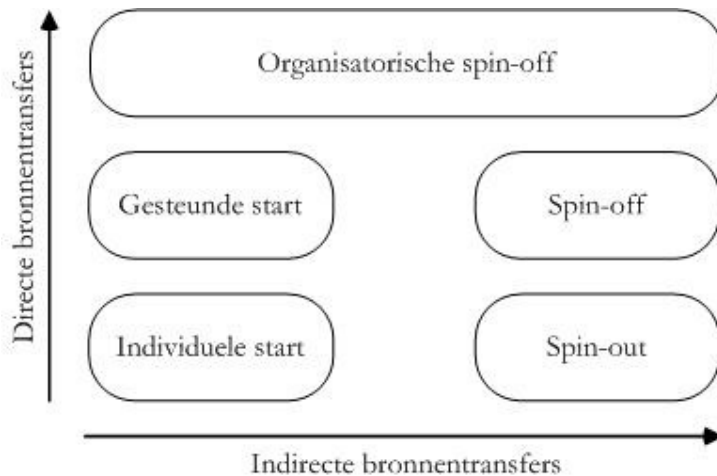 Directe bronnentransfers
Organisatorische spin-off
Gesteunde start
Spin-off
Individuele start
Spin-out
Indirecte bronnentransfers